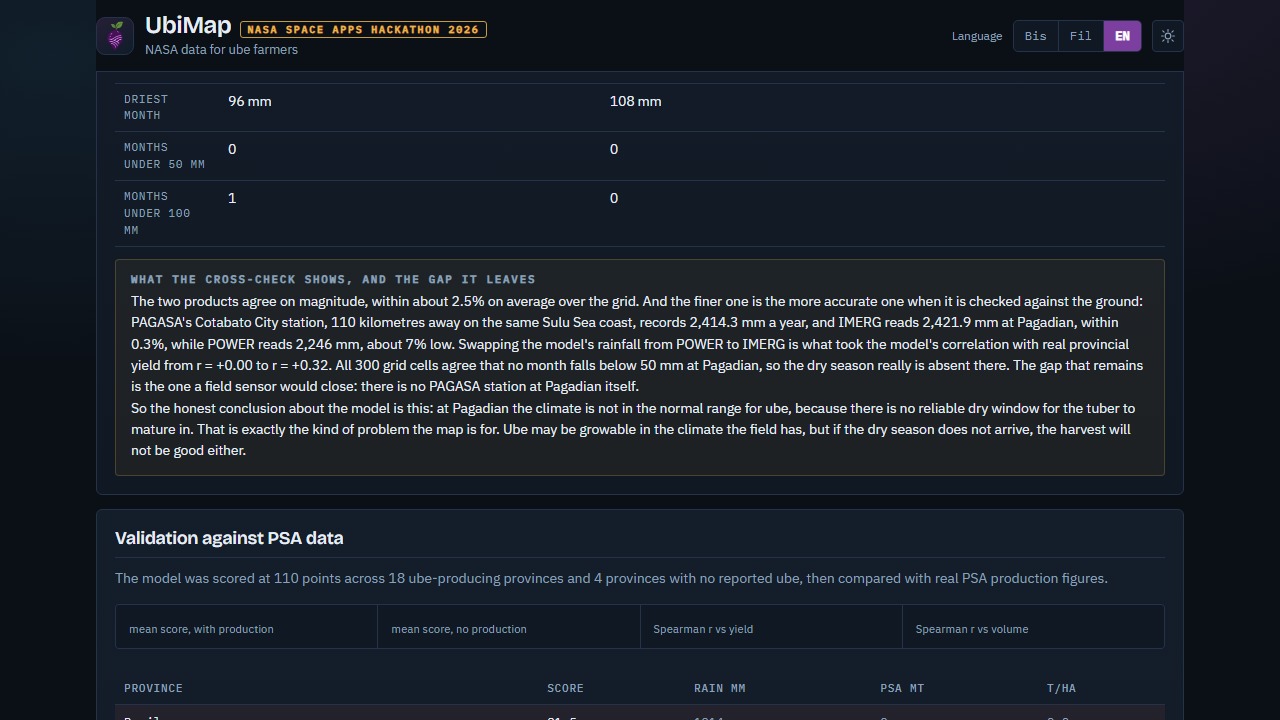 UbiMap NASA SPACE APPS HACKATHON 2026
NASA data for ube farmers
Language Bis Fil EN
DRIEST MONTH 96 mm 108 mm
MONTHS UNDER 50 MM 0 0
MONTHS UNDER 100 MM 1 0
WHAT THE CROSS-CHECK SHOWS, AND THE GAP IT LEAVES
The two products agree on magnitude, within about 2.5% on average over the grid. And the finer one is the more accurate one when it is checked against the ground:
PAGASA's Cotabato City station, 110 kilometres away on the same Sulu Sea coast, records 2,414.3 mm a year, and IMERG reads 2,421.9 mm at Pagadian, within
0.3%, while POWER reads 2,246 mm, about 7% low. Swapping the model's rainfall from POWER to IMERG is what took the model's correlation with real provincial
yield from r = +0.00 to r = +0.32. All 300 grid cells agree that no month falls below 50 mm at Pagadian, so the dry season really is absent there. The gap that remains
is the one a field sensor would close: there is no PAGASA station at Pagadian itself.
So the honest conclusion about the model is this: at Pagadian the climate is not in the normal range for ube, because there is no reliable dry window for the tuber to
mature in. That is exactly the kind of problem the map is for. Ube may be growable in the climate the field has, but if the dry season does not arrive, the harvest will
not be good either.
Validation against PSA data
The model was scored at 110 points across 18 ube-producing provinces and 4 provinces with no reported ube, then compared with real PSA production figures.
mean score, with production mean score, no production Spearman r vs yield Spearman r vs volume
PROVINCE SCORE RAIN MM PSA MT T/HA